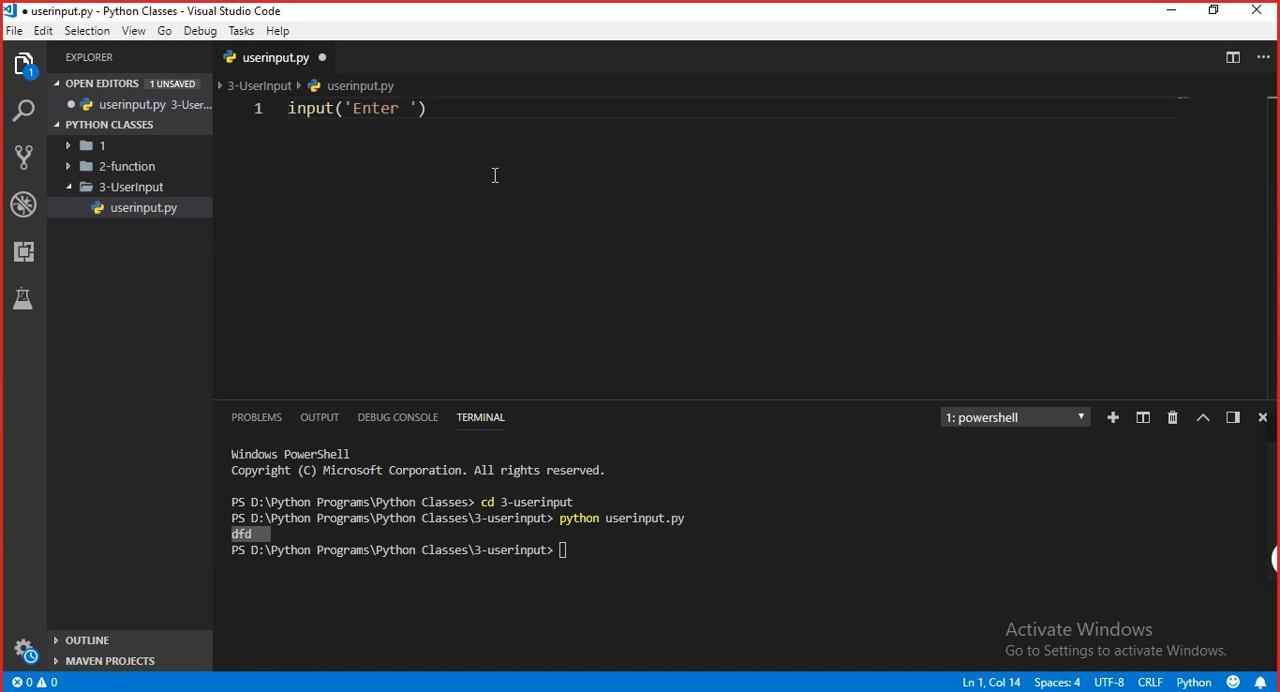 userinput.py - Python Classes - Visual Studio Code
File Edit Selection View Go Debug Tasks Help
EXPLORER
userinput.py
OPEN EDITORS 1 UNSAVED
userinput.py 3-User...
PYTHON CLASSES
1
2-function
3-UserInput
userinput.py
3-UserInput userinput.py
1 input('Enter ')
PROBLEMS OUTPUT DEBUG CONSOLE TERMINAL
1: powershell
Windows PowerShell
Copyright (C) Microsoft Corporation. All rights reserved.
PS D:\Python Programs\Python Classes> cd 3-userinput
PS D:\Python Programs\Python Classes\3-userinput> python userinput.py
dfd
PS D:\Python Programs\Python Classes\3-userinput>
Activate Windows
Go to Settings to activate Windows.
1
OUTLINE
MAVEN PROJECTS
0 0
Ln 1, Col 14 Spaces: 4 UTF-8 CRLF Python